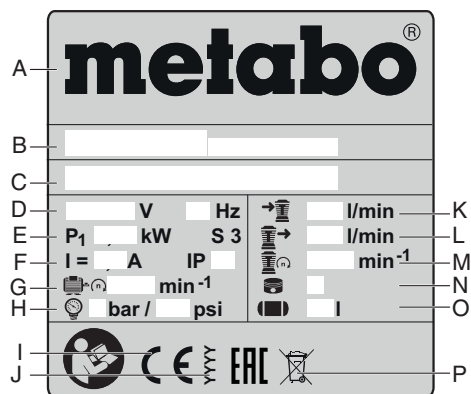 A metabo ®
B
C
D V Hz l/min K
E P1 , kW S 3 l/min L
F I = , A IP min-1 M
G min-1 N
H bar / psi l O
I
J CE EAC P